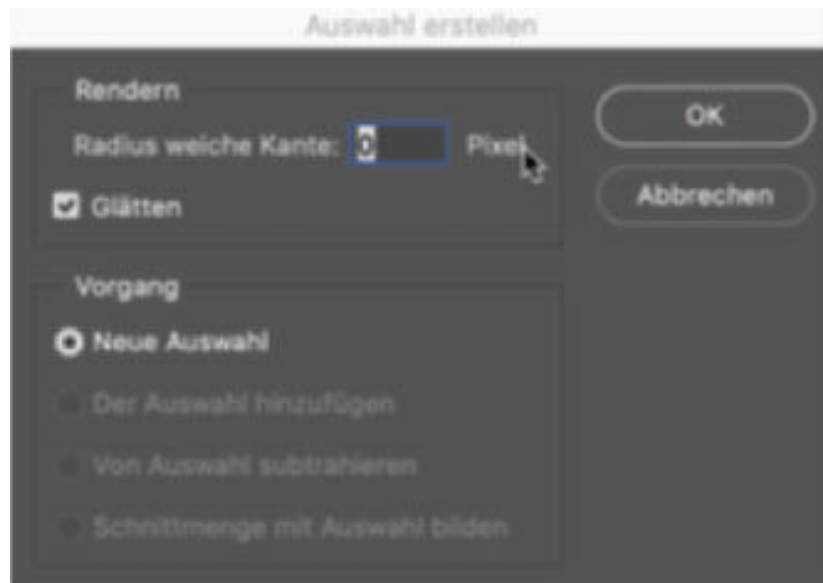 Auswahl erstellen
Rendern
Radius weiche Kante: 0 Pixel
Glätten
OK
Abbrechen
Vorgang
Neue Auswahl
Der Auswahl hinzufügen
Von Auswahl subtrahieren
Schnittmenge mit Auswahl bilden